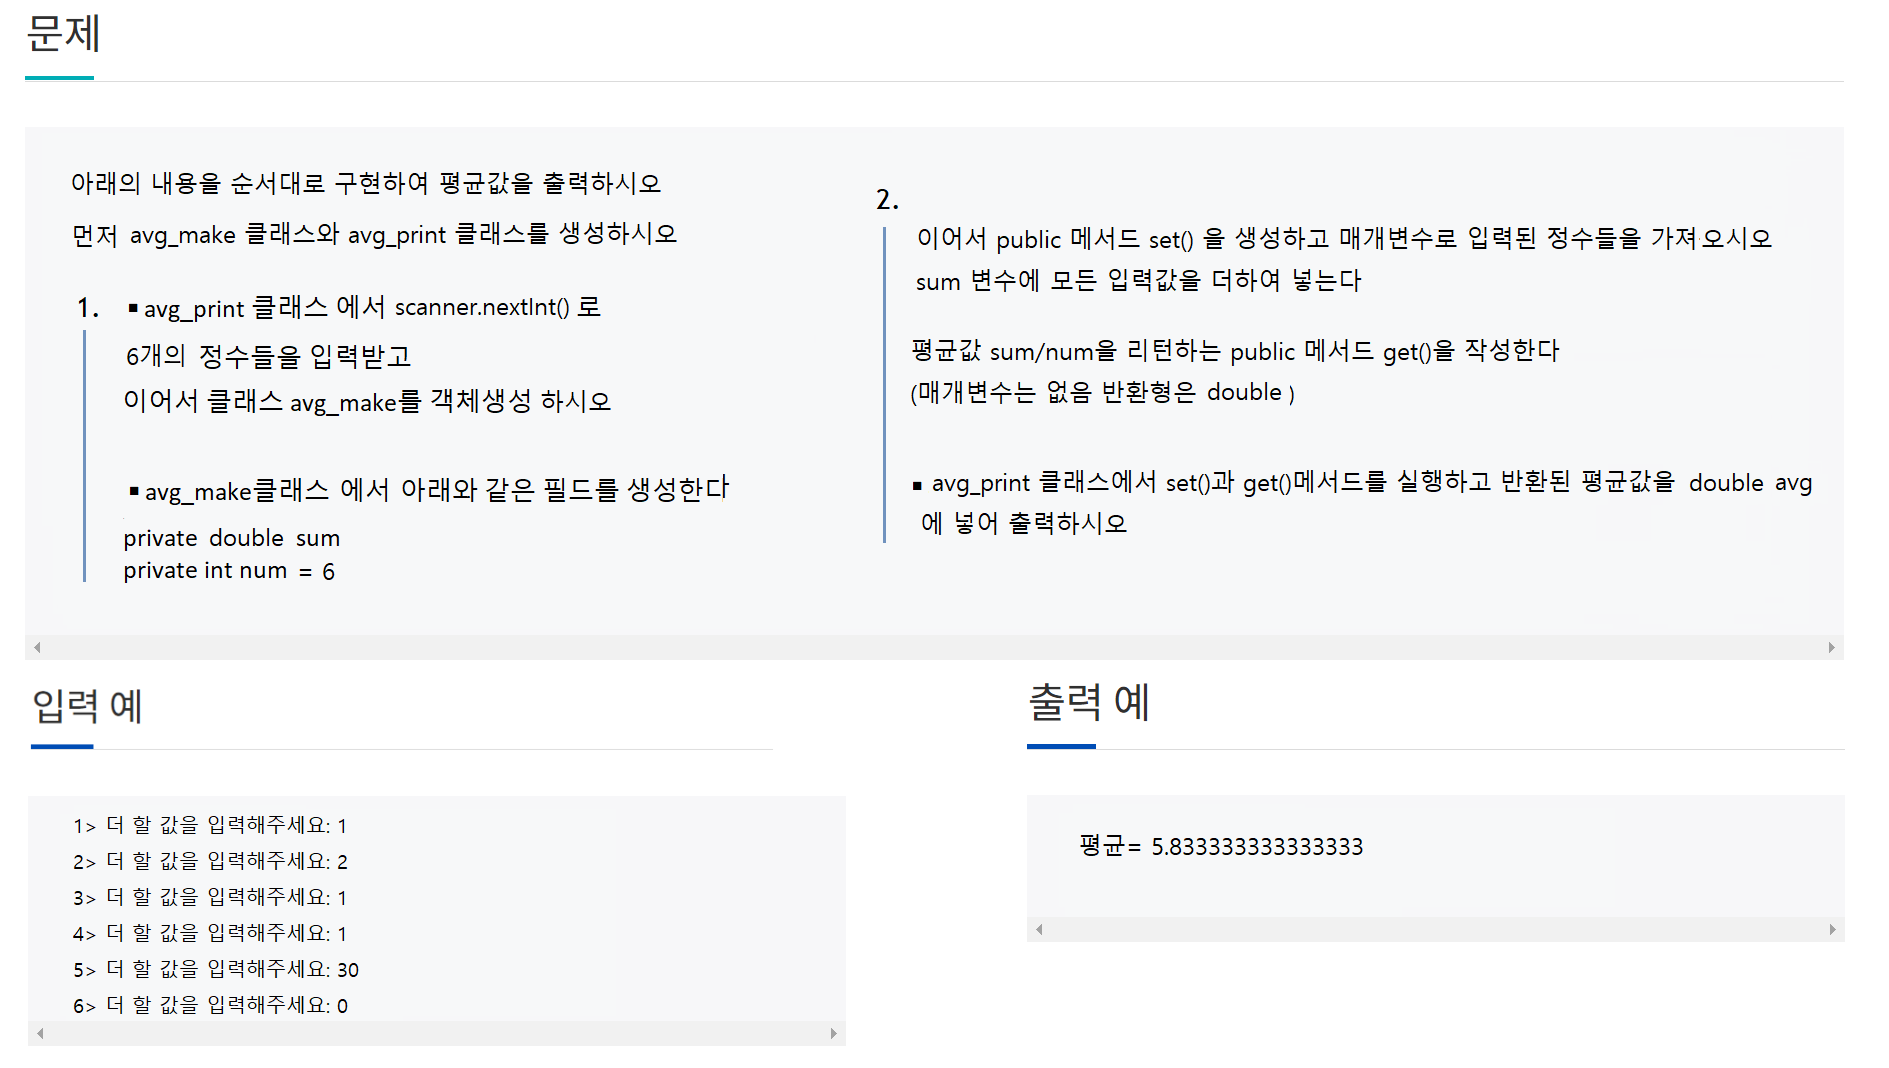 문제
아래의 내용을 순서대로 구현하여 평균값을 출력하시오
먼저 avg_make 클래스와 avg_print 클래스를 생성하시오
1.
▪ avg_print 클래스 에서 scanner.nextInt() 로
6개의 정수들을 입력받고
이어서 클래스 avg_make를 객체생성 하시오
▪ avg_make클래스 에서 아래와 같은 필드를 생성한다
private double sum
private int num = 6
2.
이어서 public 메서드 set() 을 생성하고 매개변수로 입력된 정수들을 가져오시오
sum 변수에 모든 입력값을 더하여 넣는다
평균값 sum/num을 리턴하는 public 메서드 get()을 작성한다
(매개변수는 없음 반환형은 double )
▪ avg_print 클래스에서 set()과 get()메서드를 실행하고 반환된 평균값을 double avg
에 넣어 출력하시오
입력 예
1> 더 할 값을 입력해주세요: 1
2> 더 할 값을 입력해주세요: 2
3> 더 할 값을 입력해주세요: 1
4> 더 할 값을 입력해주세요: 1
5> 더 할 값을 입력해주세요: 30
6> 더 할 값을 입력해주세요: 0
출력 예
평균= 5.833333333333333